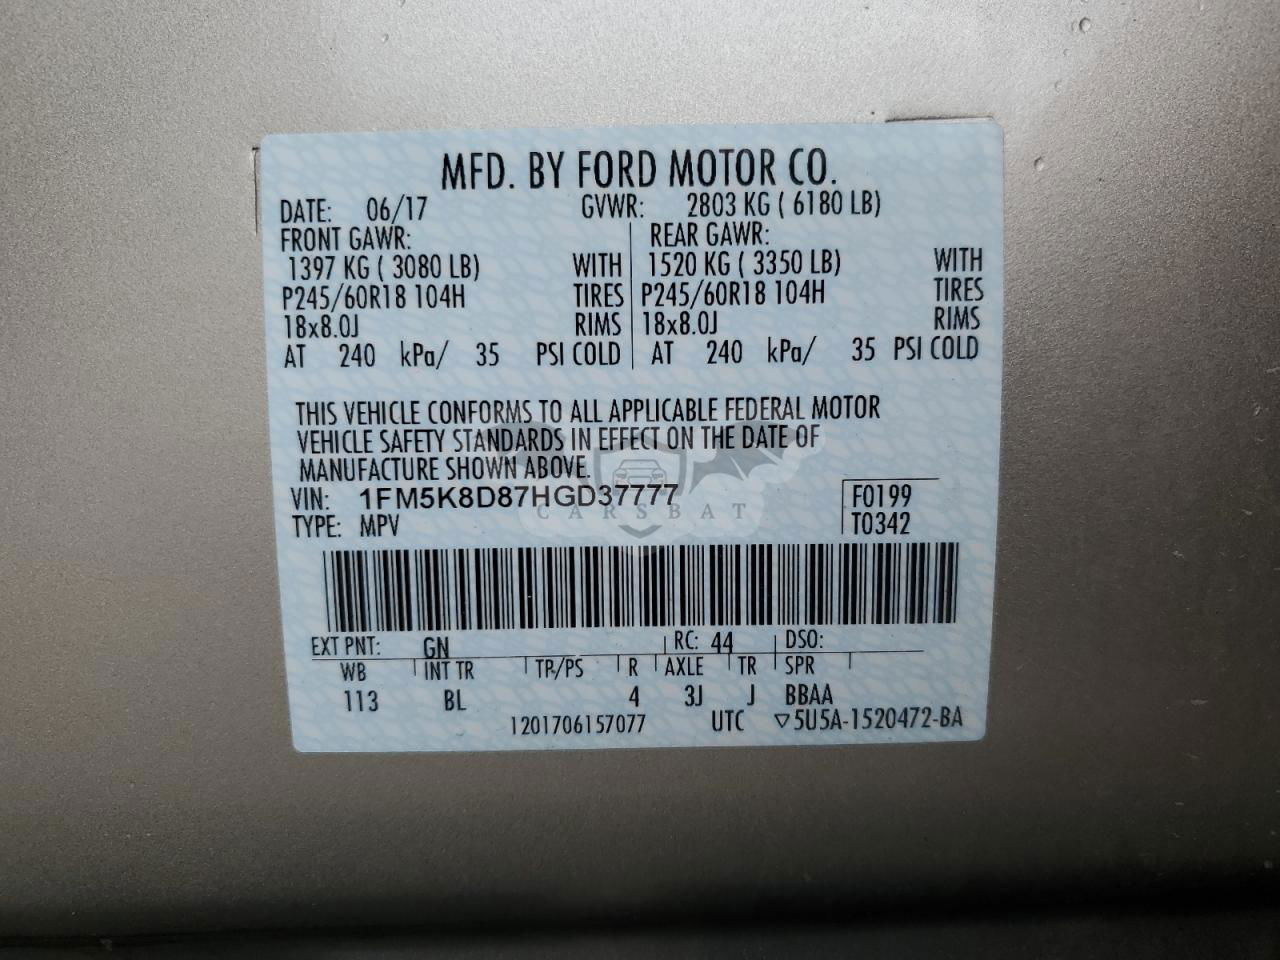 MFD. BY FORD MOTOR CO.
DATE: 06/17 GVWR: 2803 KG ( 6180 LB)
FRONT GAWR: REAR GAWR:
1397 KG ( 3080 LB) WITH 1520 KG ( 3350 LB) WITH
P245/60R18 104H TIRES P245/60R18 104H TIRES
18x8.0J RIMS 18x8.0J RIMS
AT 240 kPa/ 35 PSI COLD AT 240 kPa/ 35 PSI COLD
THIS VEHICLE CONFORMS TO ALL APPLICABLE FEDERAL MOTOR
VEHICLE SAFETY STANDARDS IN EFFECT ON THE DATE OF
MANUFACTURE SHOWN ABOVE.
VIN: 1FM5K8D87HGD37777 F0199
CARSBAT
TYPE: MPV T0342
EXT PNT: GN RC: 44 DSO:
WB INT TR TP/PS R AXLE TR SPR
113 BL 4 3J J BBAA
1201706157077 UTC ▽5U5A-1520472-BA